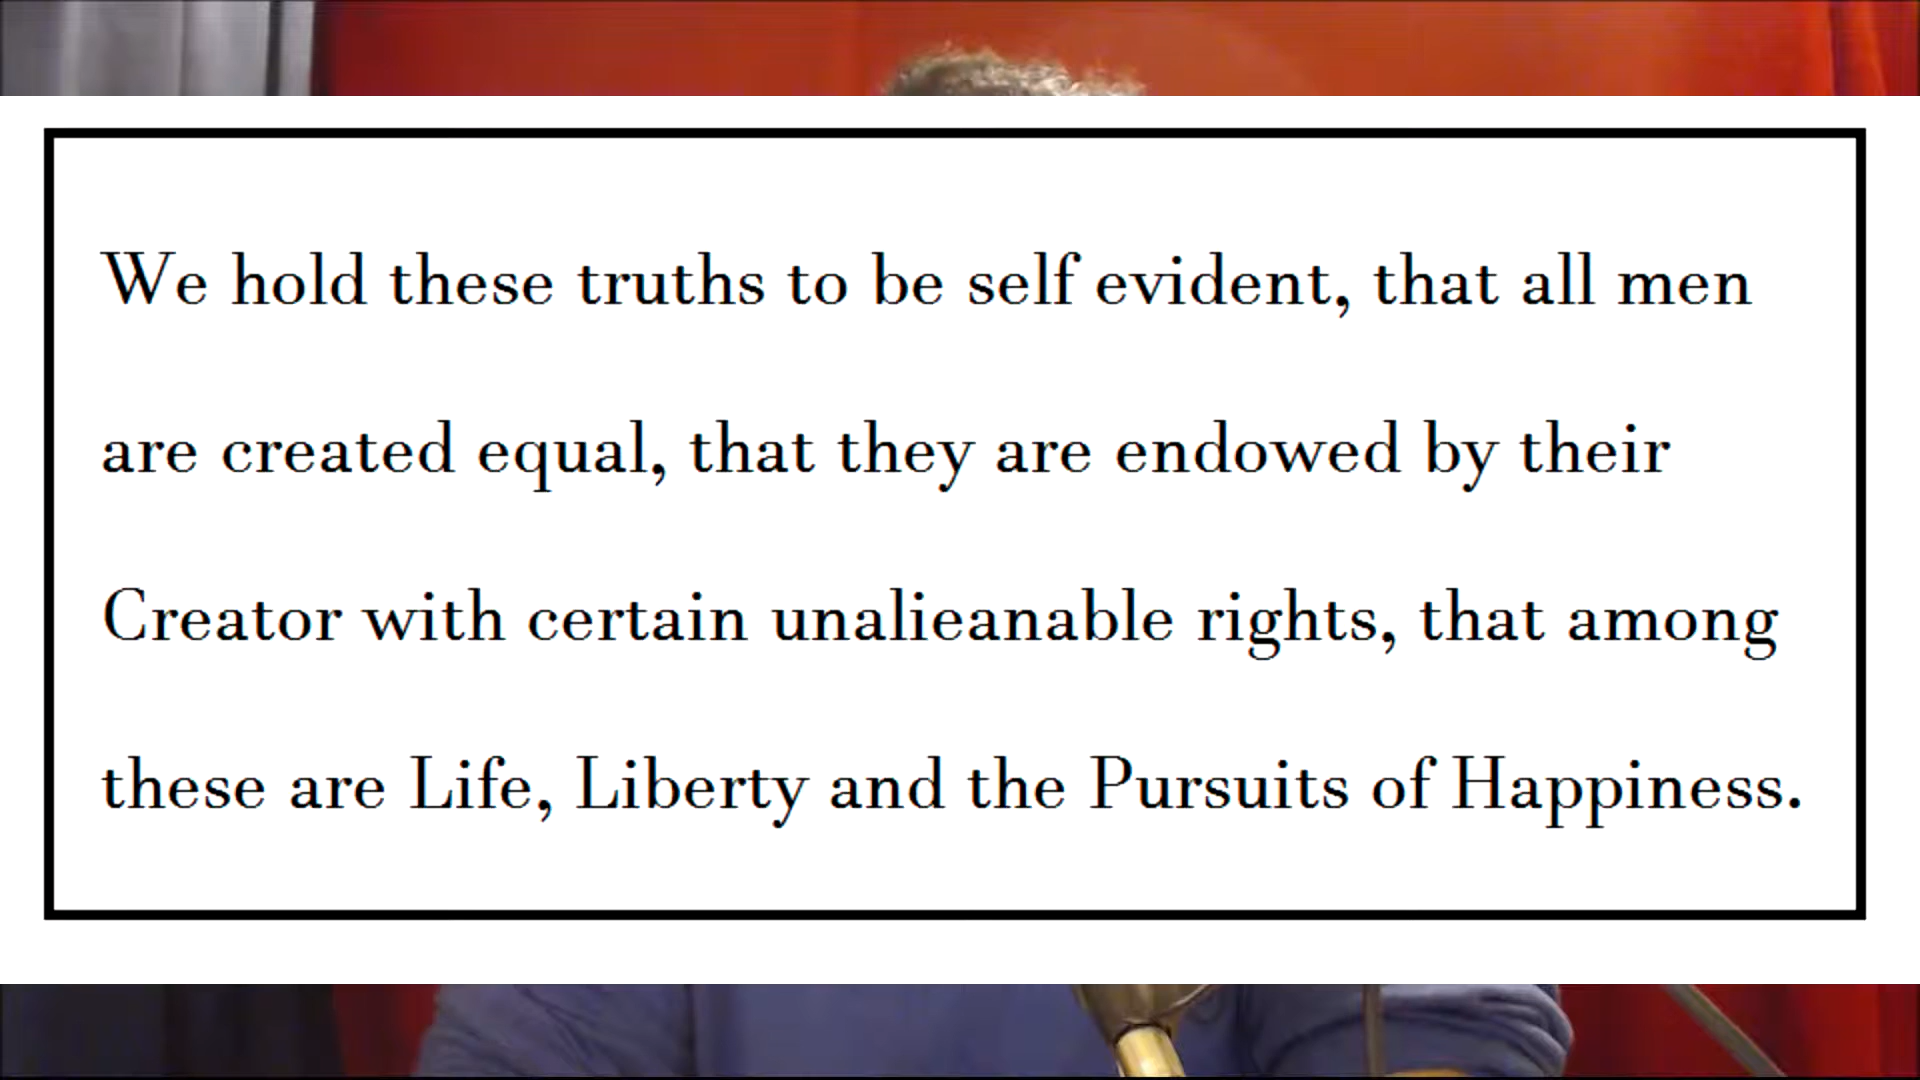 We hold these truths to be self evident, that all men
are created equal, that they are endowed by their
Creator with certain unalieanable rights, that among
these are Life, Liberty and the Pursuits of Happiness.